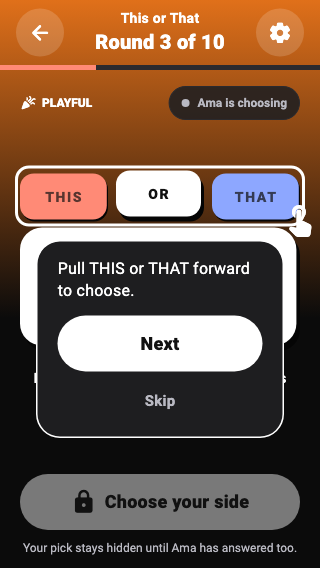 This or That
Round 3 of 10
PLAYFUL
Ama is choosing
THIS
OR
THAT
Pull THIS or THAT forward
to choose.
Next
Skip
Choose your side
Your pick stays hidden until Ama has answered too.